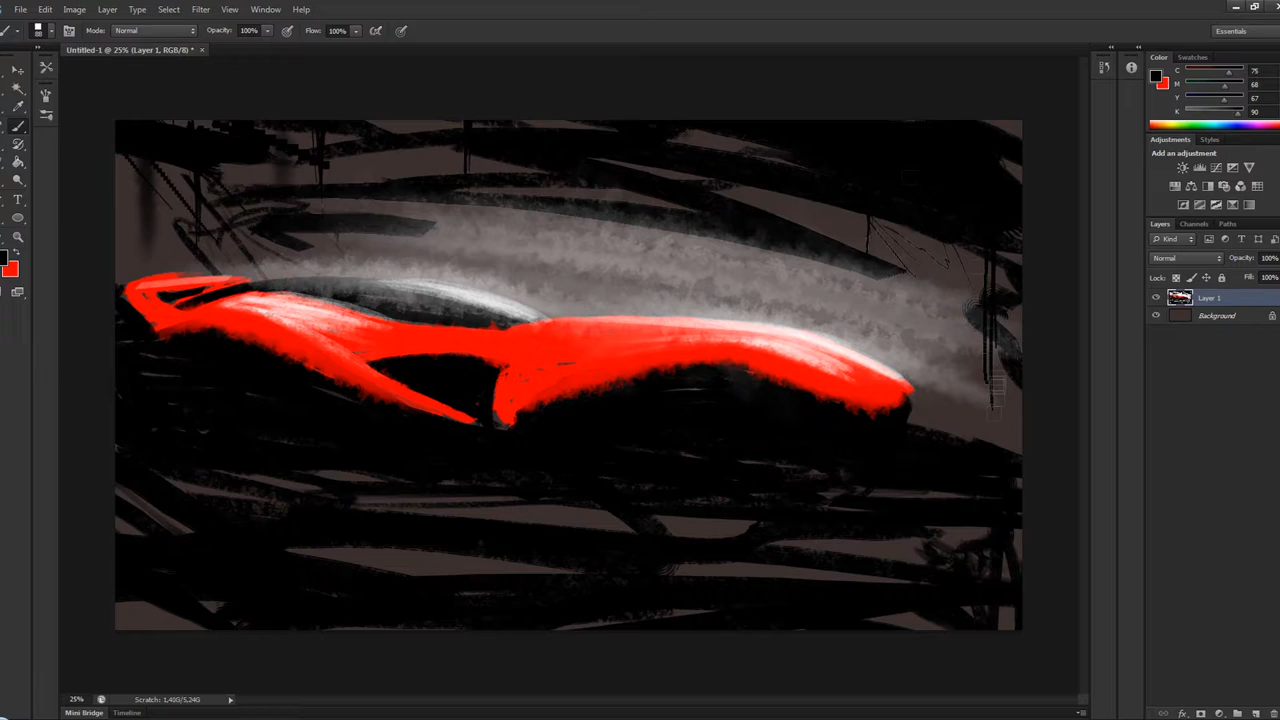 File Edit Image Layer Type Select Filter View Window Help
Mode: Normal Opacity: 100% Flow: 100% Essentials
Untitled-1 @ 25% (Layer 1, RGB/8) * ×
Color Swatches
C 75
M 68
Y 67
K 90
Adjustments Styles
Add an adjustment
Layers Channels Paths
Kind
Normal Opacity: 100%
Lock: Fill: 100%
Layer 1
Background
25% Scratch: 1,48G/5,24G
Mini Bridge Timeline